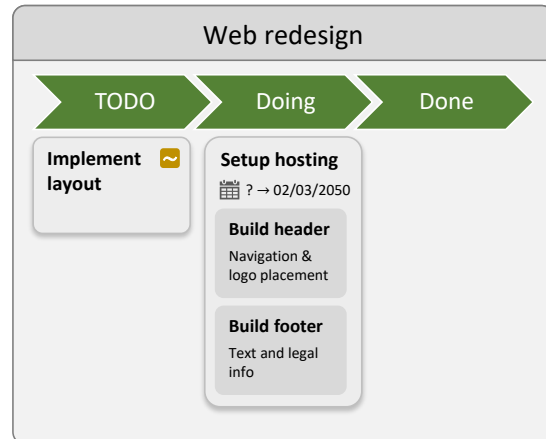 Web redesign
TODO
Doing
Done
Implement
layout
~
Setup hosting
? → 02/03/2050
Build header
Navigation &
logo placement
Build footer
Text and legal
info